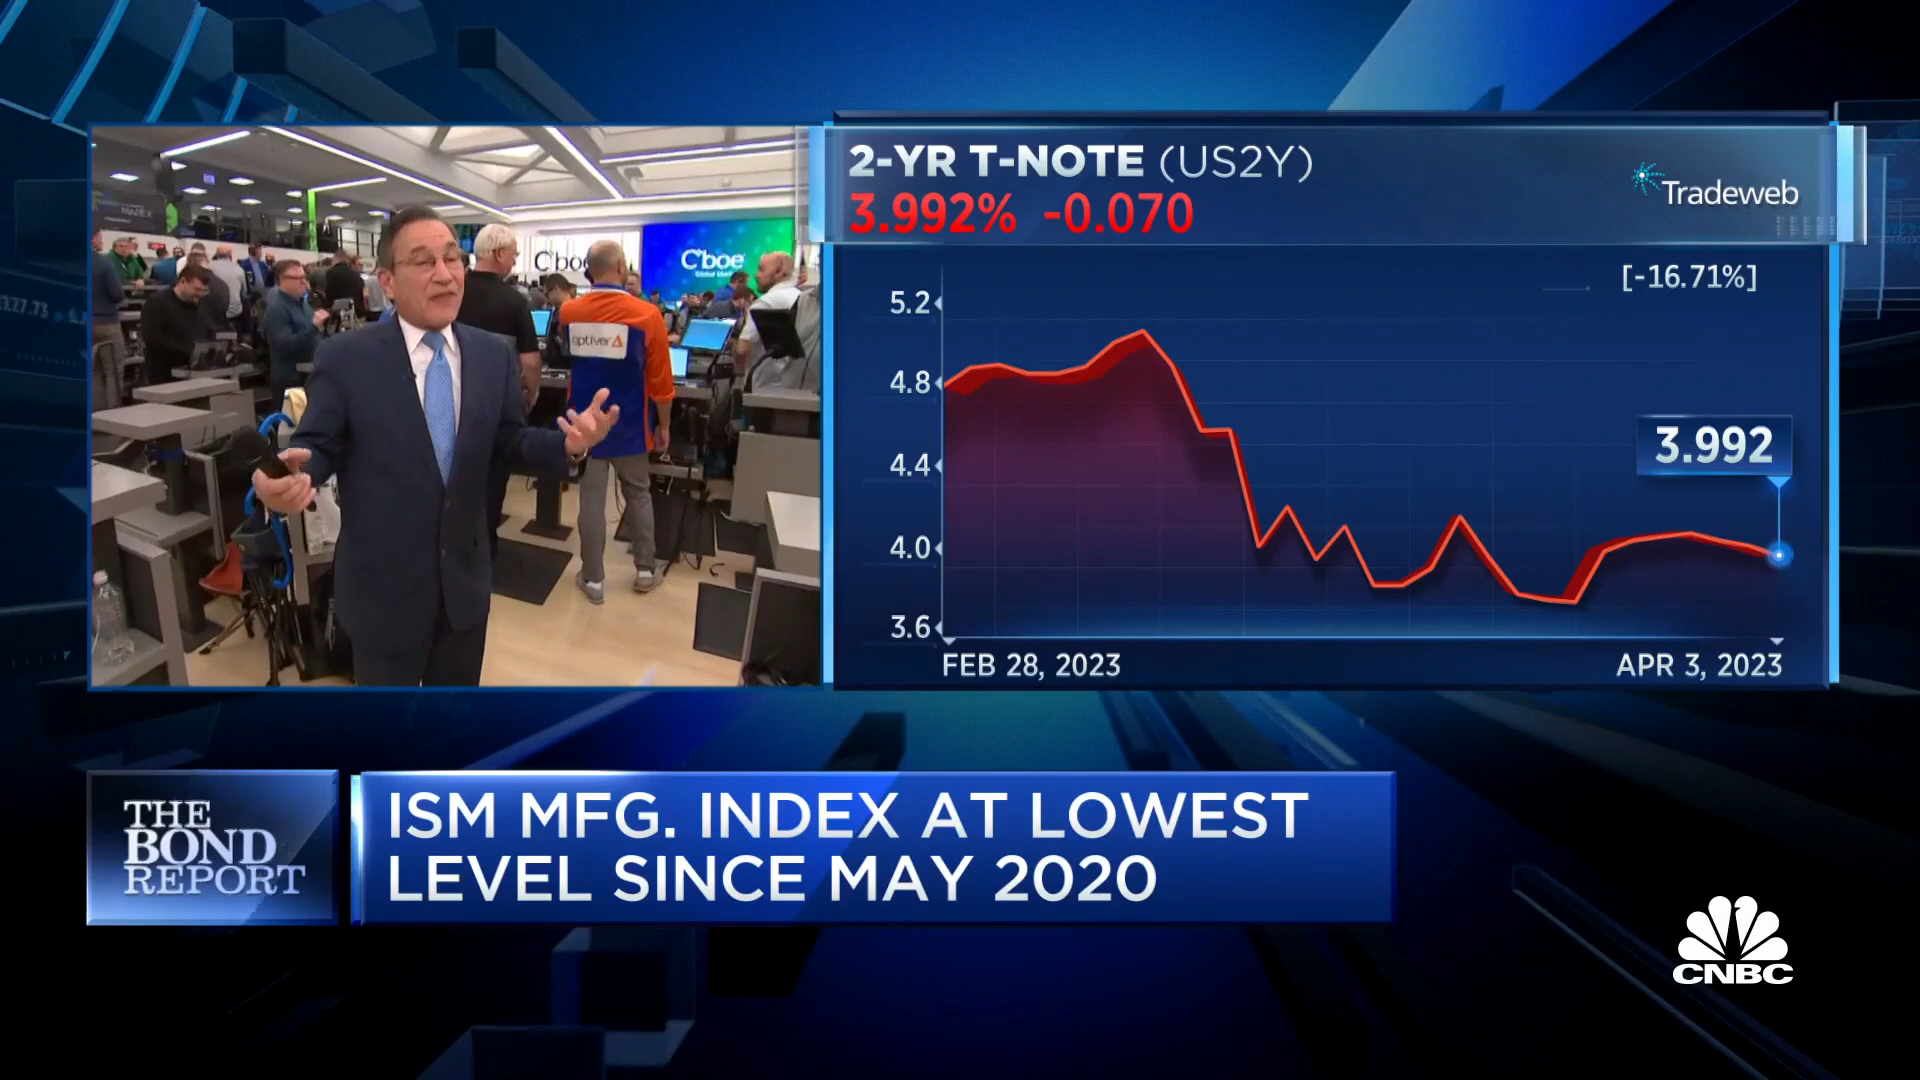 2-YR T-NOTE (US2Y)
3.992% -0.070
Tradeweb
[-16.71%]
5.2
4.8
4.4
4.0
3.6
3.992
FEB 28, 2023
APR 3, 2023
Cboe
Cboe
optiver
THE
BOND
REPORT
ISM MFG. INDEX AT LOWEST
LEVEL SINCE MAY 2020
CNBC